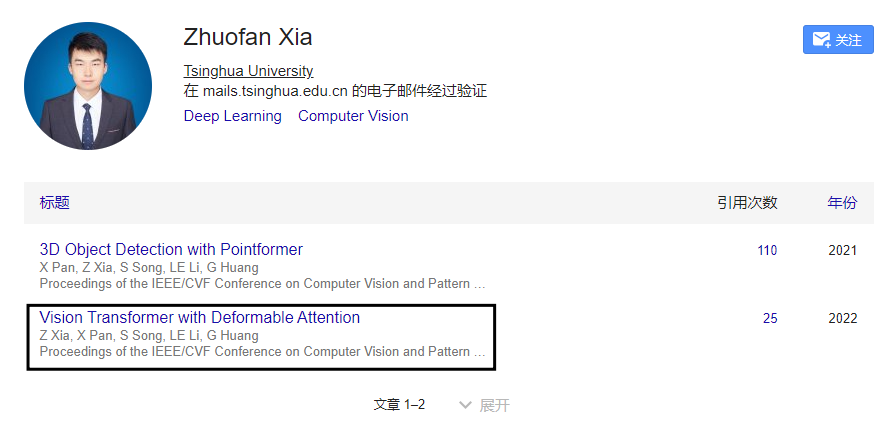 Zhuofan Xia
关注
Tsinghua University
在 mails.tsinghua.edu.cn 的电子邮件经过验证
Deep Learning Computer Vision
标题 引用次数 年份
3D Object Detection with Pointformer 110 2021
X Pan, Z Xia, S Song, LE Li, G Huang
Proceedings of the IEEE/CVF Conference on Computer Vision and Pattern …
Vision Transformer with Deformable Attention 25 2022
Z Xia, X Pan, S Song, LE Li, G Huang
Proceedings of the IEEE/CVF Conference on Computer Vision and Pattern …
文章 1–2 展开